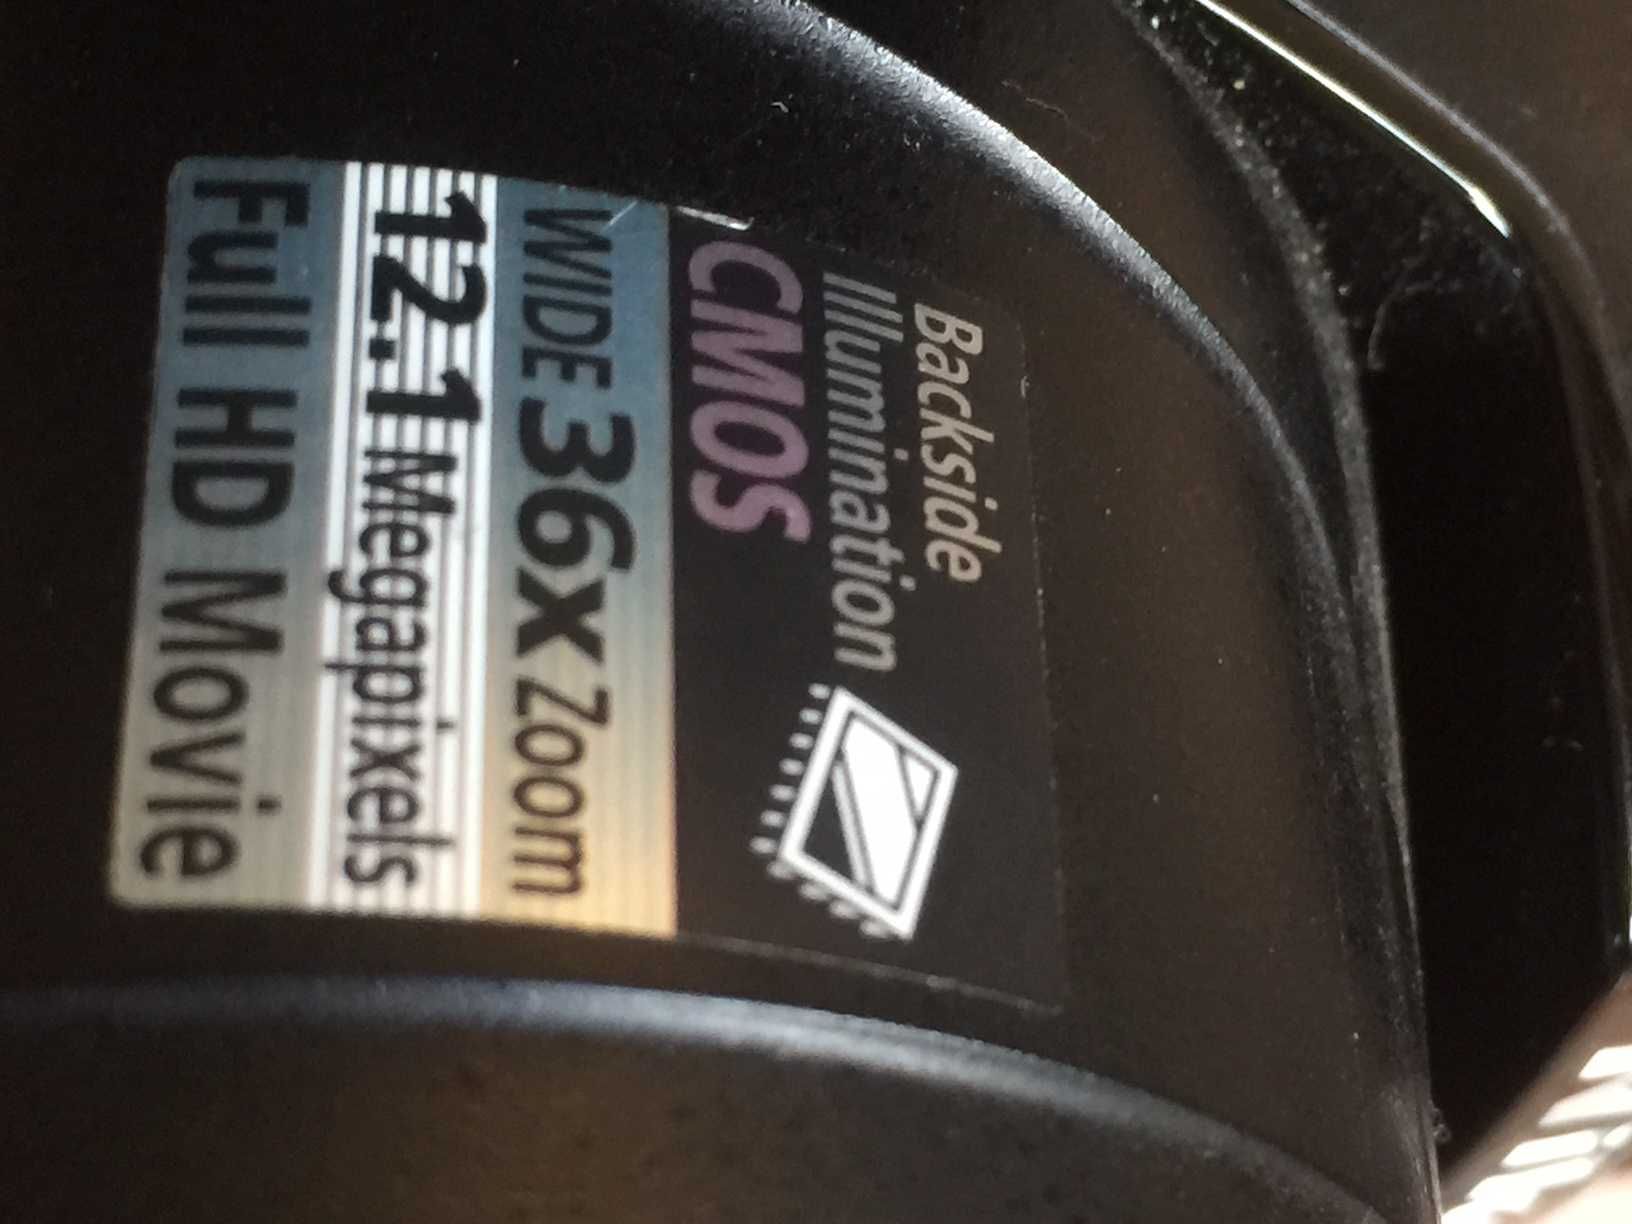 Backside
Illumination
CMOS
WIDE 36x Zoom
12.1 Megapixels
Full HD Movie